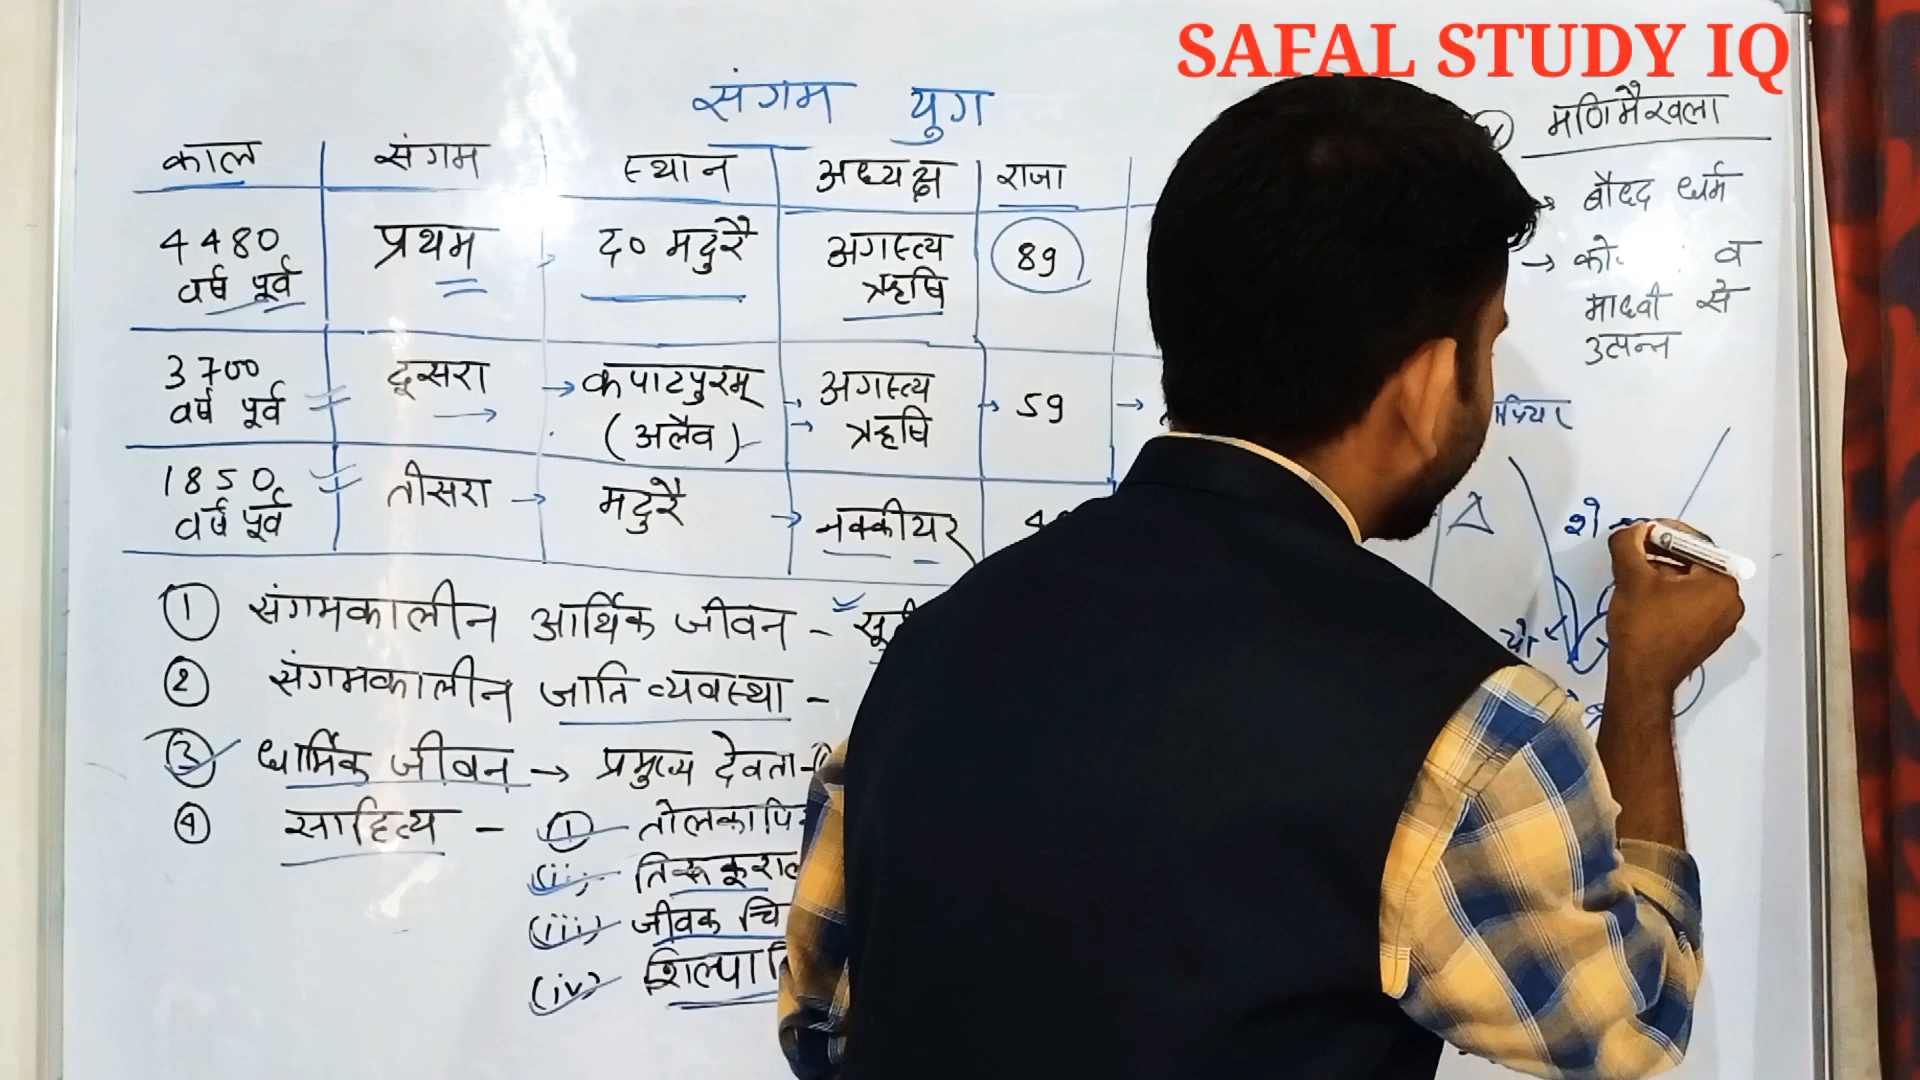 SAFAL STUDY IQ
संगम युग
काल संगम स्थान अध्यक्ष राजा
4480 वर्ष पूर्व प्रथम द० मदुरै अगस्त्य ऋषि 89
3700 वर्ष पूर्व दूसरा → कपाटपुरम् (अलैव) → अगस्त्य ऋषि → 59 →
1850 वर्ष पूर्व तीसरा → मदुरै → नक्कीयर
① संगमकालीन आर्थिक जीवन -
② संगमकालीन जाति व्यवस्था -
③ धार्मिक जीवन → प्रमुख्य देवता -
④ साहित्य - (i) तोलकापि
(ii) तिरूकूराल
(iii) जीवक चि
(iv) शिल्पा
मणिमैखला
→ बौध्द धर्म
→ को व
माध्वी से
उत्पन्न